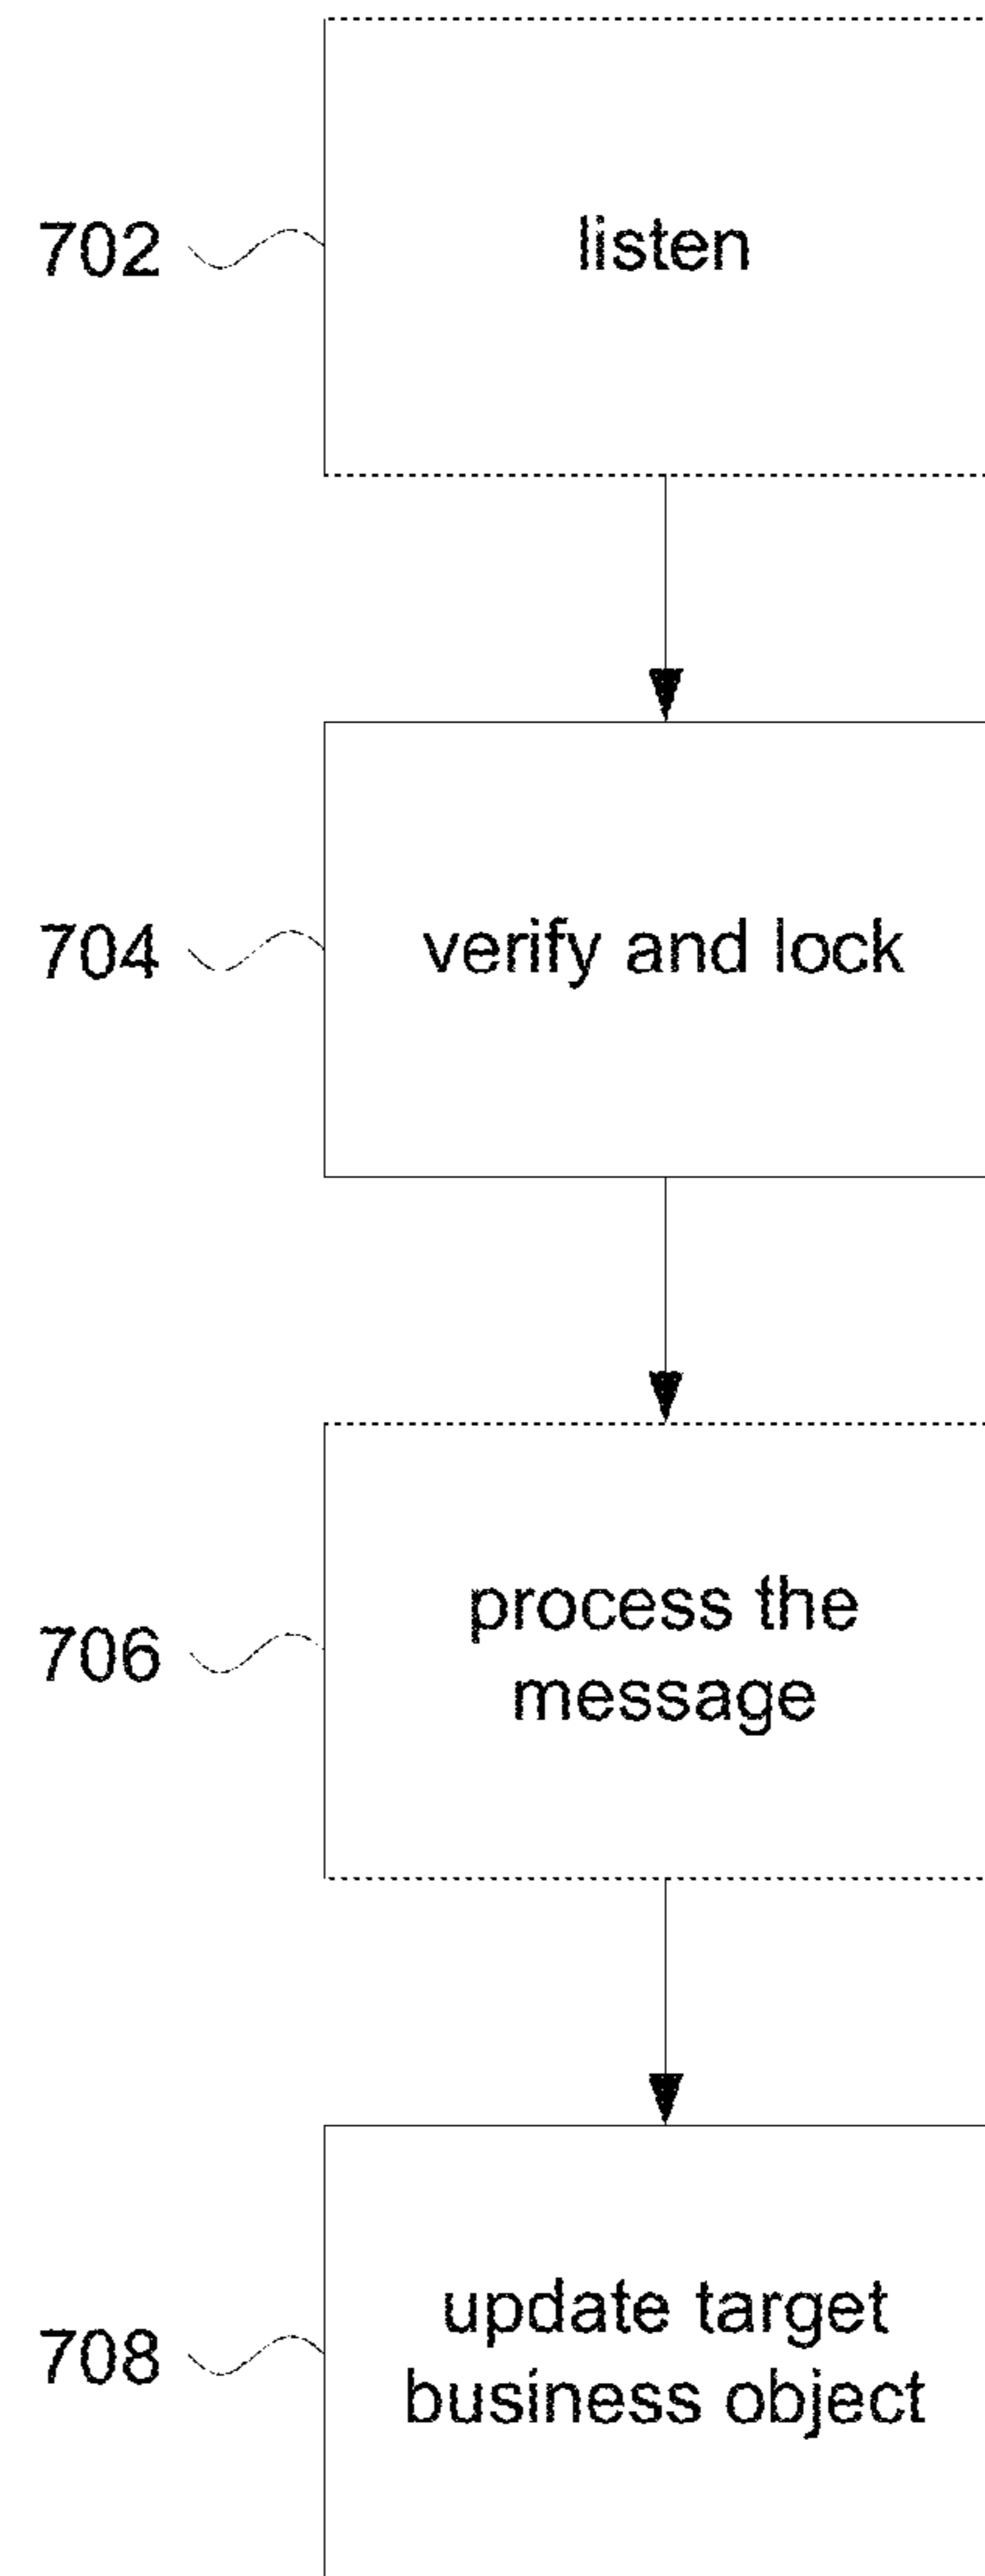 702
listen
704
verify and lock
706
process the
message
708
update target
business object